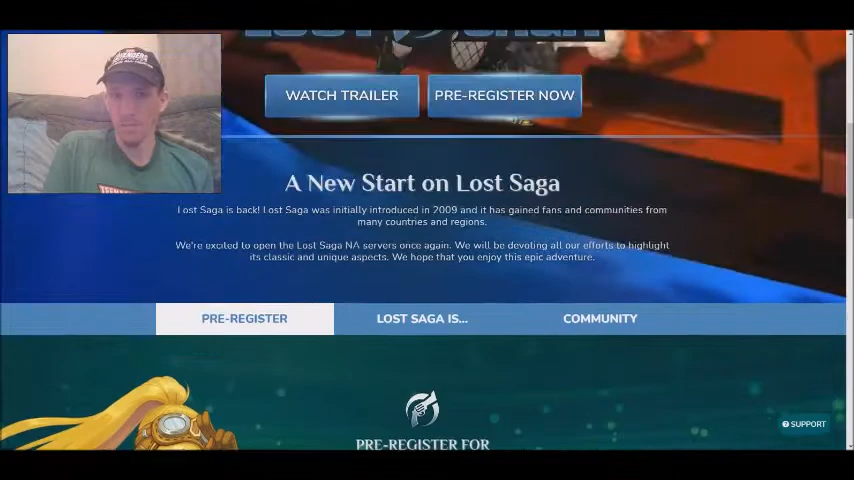 WATCH TRAILER
PRE-REGISTER NOW
A New Start on Lost Saga
Lost Saga is back! Lost Saga was initially introduced in 2009 and it has gained fans and communities from
many countries and regions.
We're excited to open the Lost Saga NA servers once again. We will be devoting all our efforts to highlight
its classic and unique aspects. We hope that you enjoy this epic adventure.
PRE-REGISTER
LOST SAGA IS...
COMMUNITY
SUPPORT
PRE-REGISTER FOR